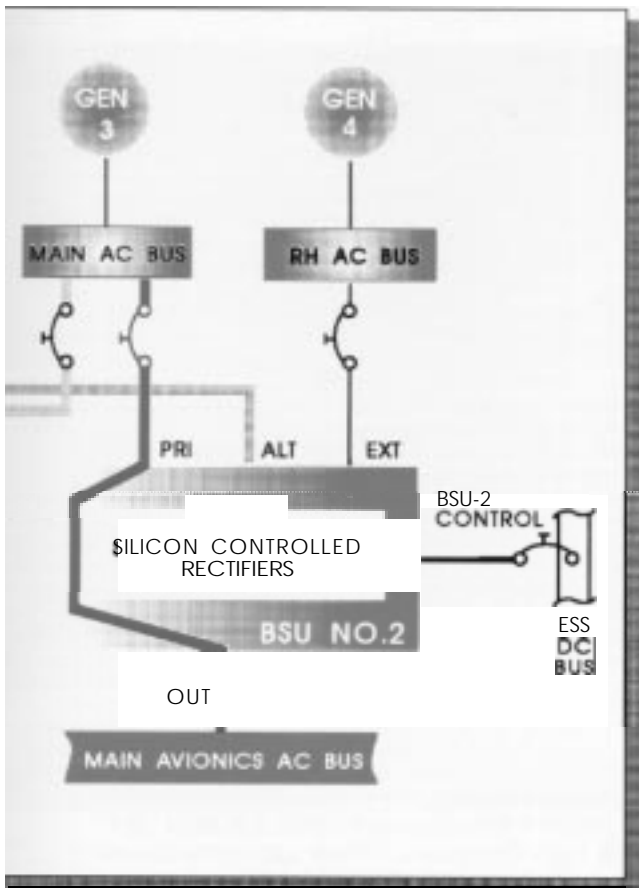 GEN
3
GEN
4
MAIN AC BUS
RH AC BUS
PRI
ALT
EXT
BSU-2
CONTROL
SILICON CONTROLLED
RECTIFIERS
BSU NO.2
ESS
DC
BUS
OUT
MAIN AVIONICS AC BUS